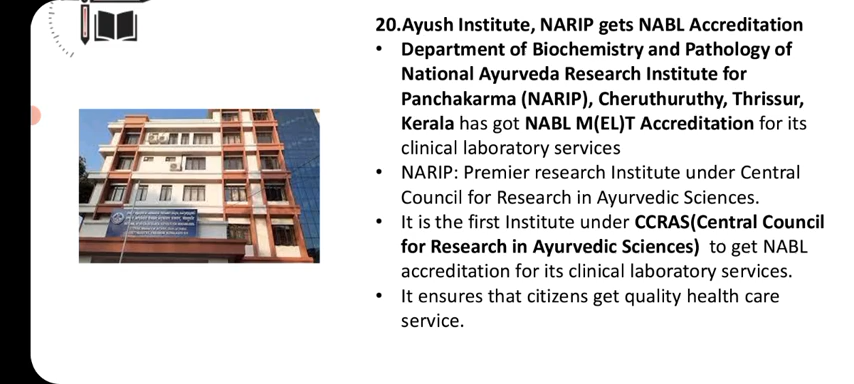 20.Ayush Institute, NARIP gets NABL Accreditation
• Department of Biochemistry and Pathology of
National Ayurveda Research Institute for
Panchakarma (NARIP), Cheruthuruthy, Thrissur,
Kerala has got NABL M(EL)T Accreditation for its
clinical laboratory services
• NARIP: Premier research Institute under Central
Council for Research in Ayurvedic Sciences.
• It is the first Institute under CCRAS(Central Council
for Research in Ayurvedic Sciences) to get NABL
accreditation for its clinical laboratory services.
• It ensures that citizens get quality health care
service.